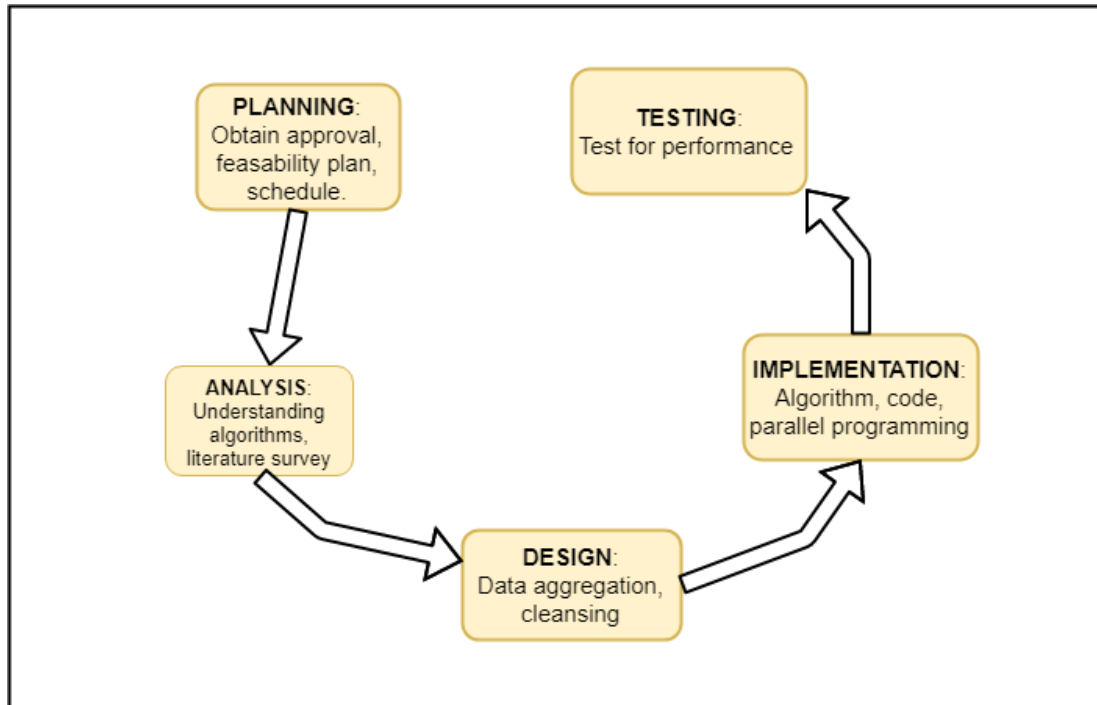 PLANNING:
Obtain approval,
feasability plan,
schedule.
ANALYSIS:
Understanding
algorithms,
literature survey
DESIGN:
Data aggregation,
cleansing
IMPLEMENTATION:
Algorithm, code,
parallel programming
TESTING:
Test for performance